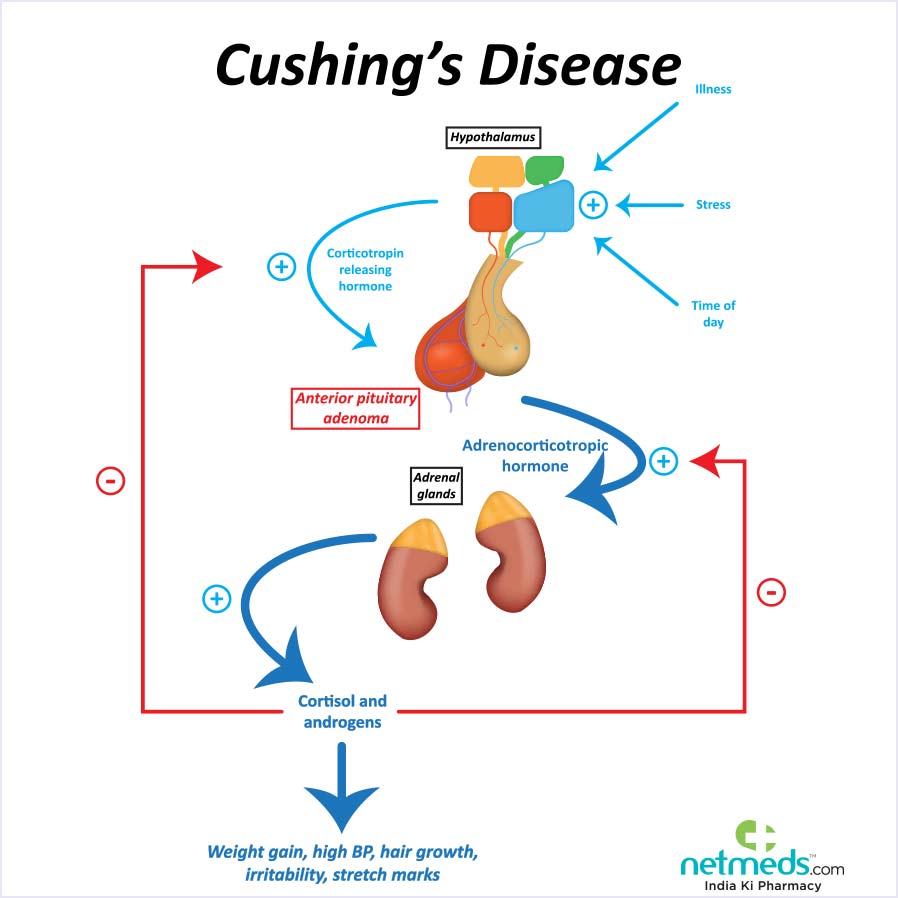 Cushing's Disease
Illness
Hypothalamus
+
Stress
Corticotropin
releasing
hormone
+
Time of
day
Anterior pituitary
adenoma
Adrenocorticotropic
hormone
+
Adrenal
glands
-
-
+
Cortisol and
androgens
Weight gain, high BP, hair growth,
irritability, stretch marks
netmeds.com™
India Ki Pharmacy